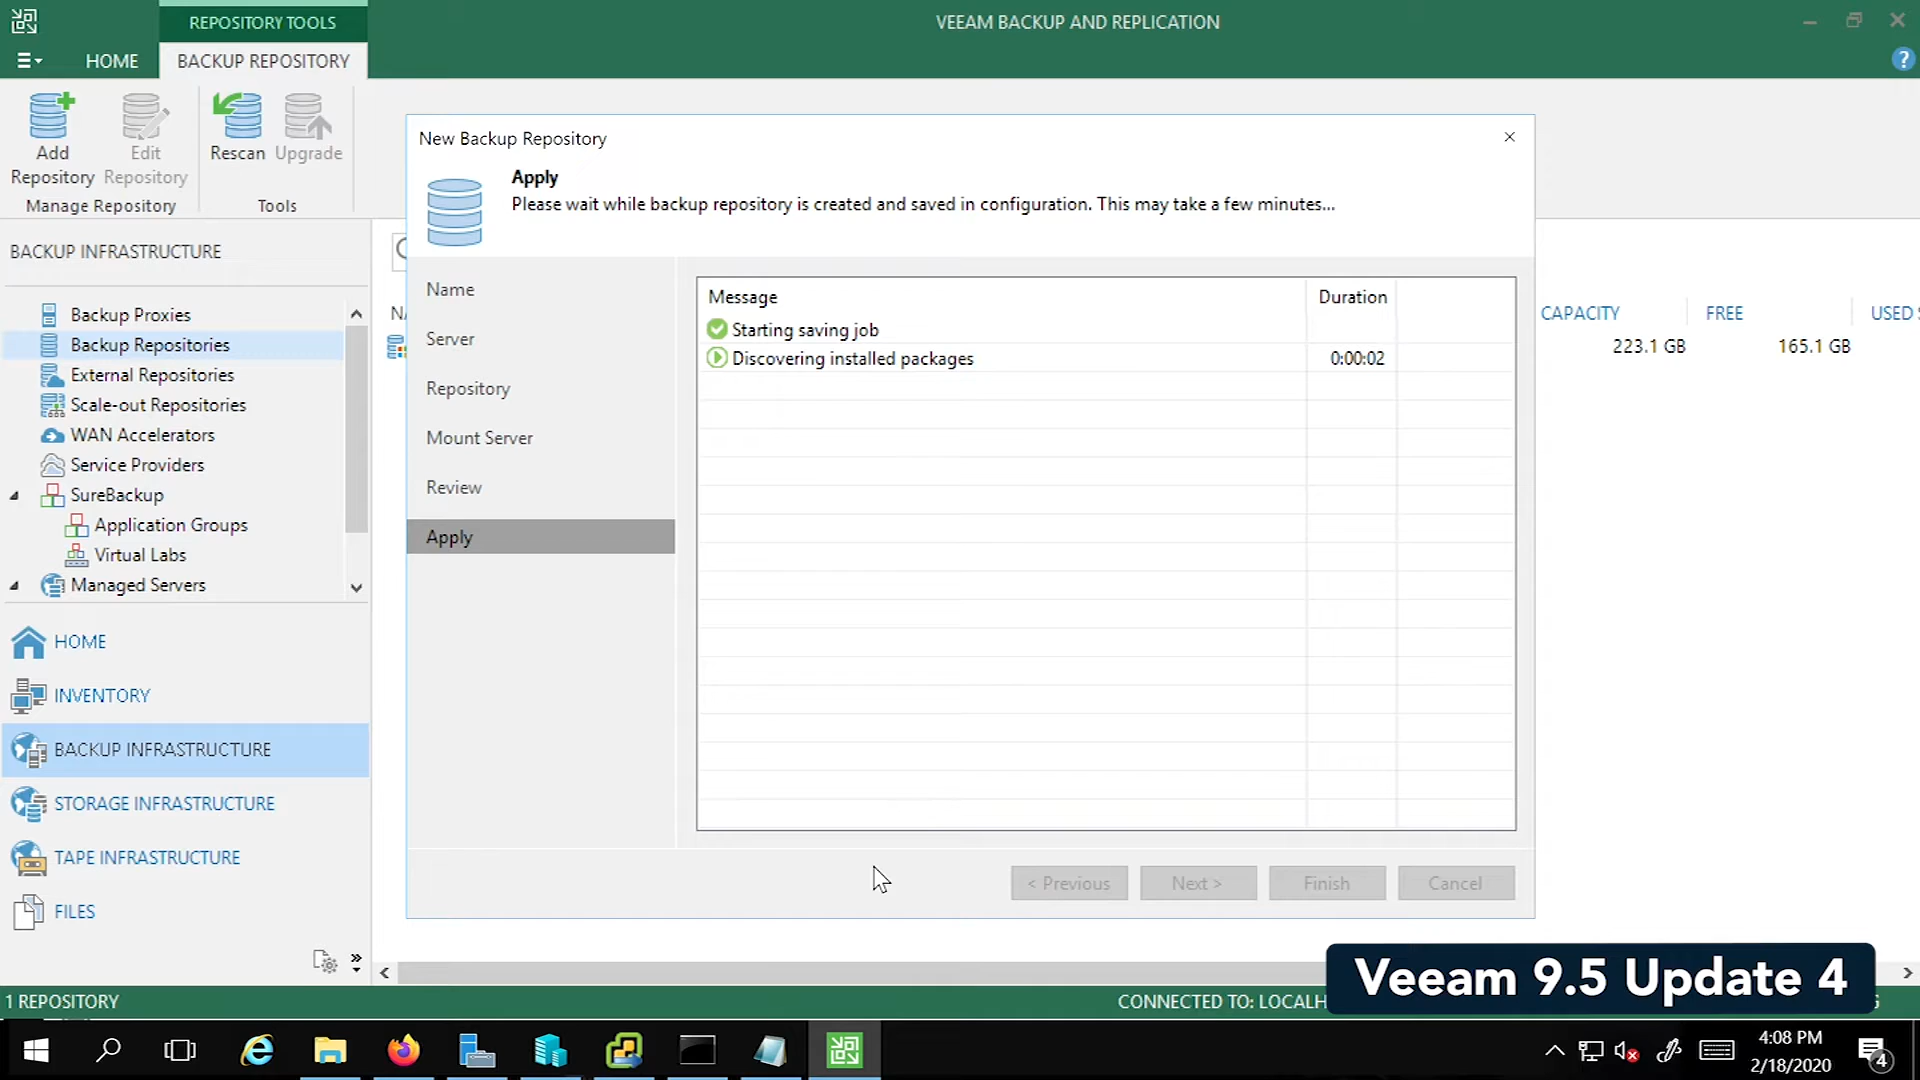 REPOSITORY TOOLS
VEEAM BACKUP AND REPLICATION
HOME
BACKUP REPOSITORY
Add
Repository
Edit
Repository
Rescan
Upgrade
Manage Repository
Tools
New Backup Repository
Apply
Please wait while backup repository is created and saved in configuration. This may take a few minutes...
BACKUP INFRASTRUCTURE
Backup Proxies
Backup Repositories
External Repositories
Scale-out Repositories
WAN Accelerators
Service Providers
SureBackup
Application Groups
Virtual Labs
Managed Servers
HOME
INVENTORY
BACKUP INFRASTRUCTURE
STORAGE INFRASTRUCTURE
TAPE INFRASTRUCTURE
FILES
Name
Server
Repository
Mount Server
Review
Apply
Message Duration
Starting saving job
Discovering installed packages 0:00:02
CAPACITY FREE USED
223.1 GB 165.1 GB
< Previous
Next >
Finish
Cancel
Veeam 9.5 Update 4
1 REPOSITORY
CONNECTED TO: LOCALH
4:08 PM
2/18/2020
4